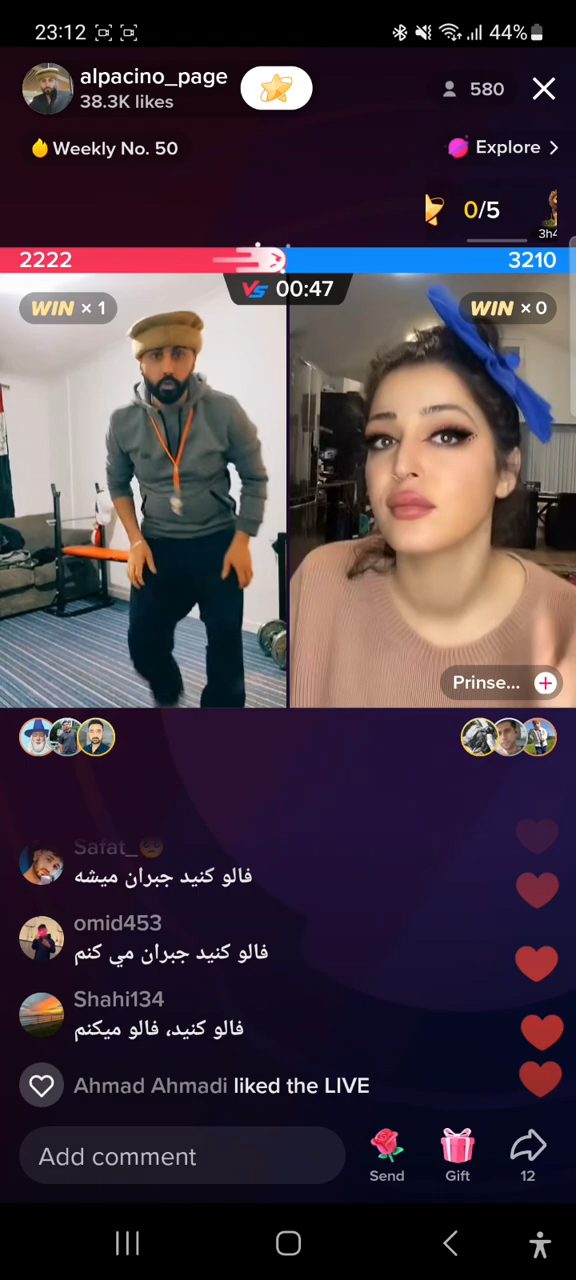 23:12
44%
alpacino_page
38.3K likes
580
Weekly No. 50
Explore
0/5
3h4
2222
3210
VS 00:47
WIN × 1
WIN × 0
Prinse...
Safat_🥺
فالو کنید جبران میشه
omid453
فالو کنید جبران مي کنم
Shahi134
فالو کنید، فالو میکنم
Ahmad Ahmadi liked the LIVE
Add comment
Send
Gift
12